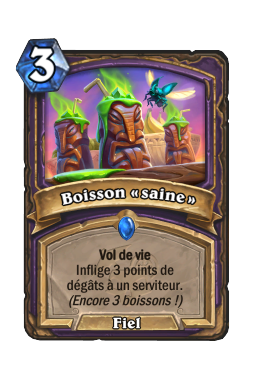 3
Boisson « saine »
Vol de vie
Inflige 3 points de
dégâts à un serviteur.
(Encore 3 boissons !)
Fiel